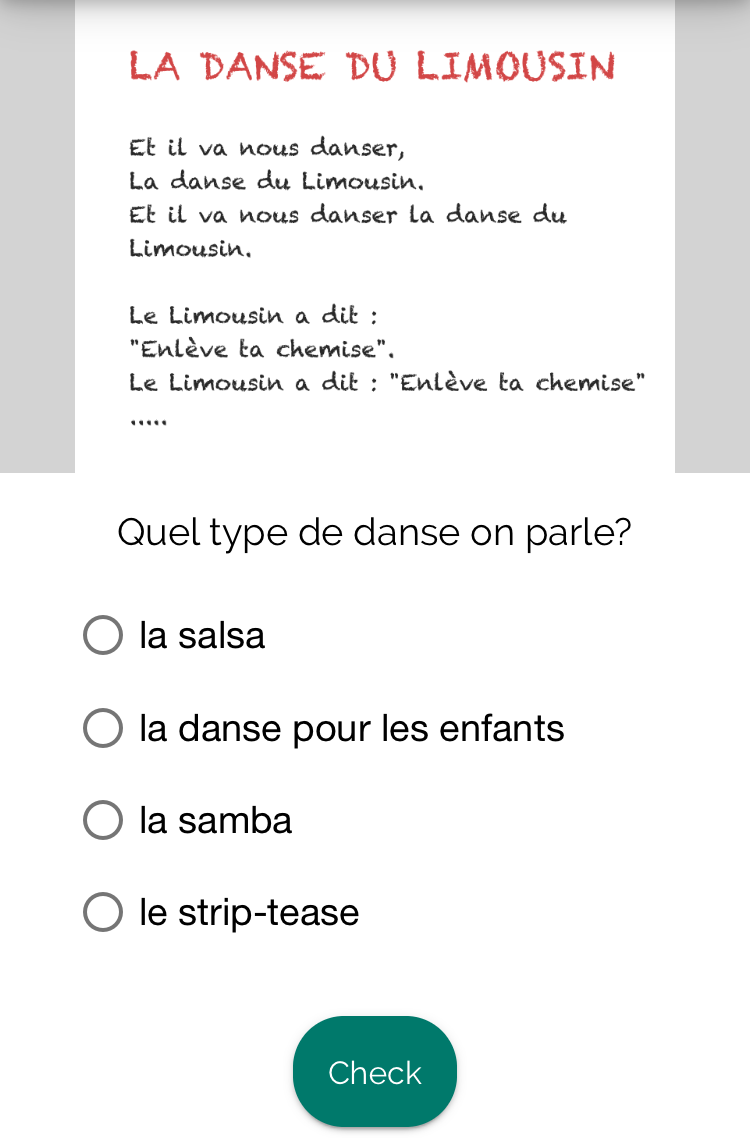 LA DANSE DU LIMOUSIN
Et il va nous danser,
La danse du Limousin.
Et il va nous danser la danse du
Limousin.
Le Limousin a dit :
"Enlève ta chemise".
Le Limousin a dit : "Enlève ta chemise"
.....
Quel type de danse on parle?
la salsa
la danse pour les enfants
la samba
le strip-tease
Check